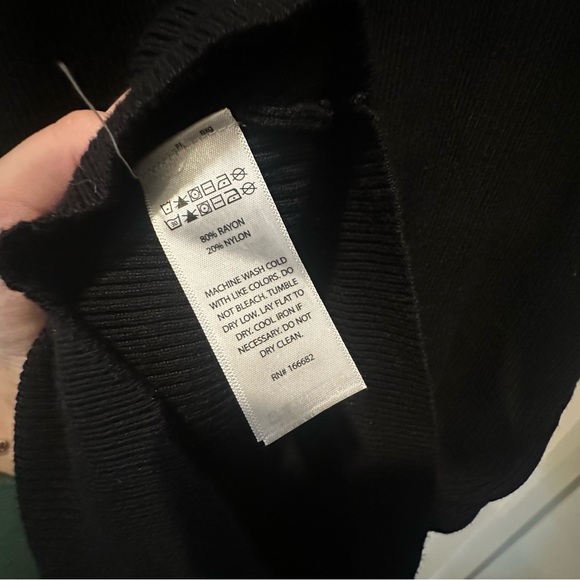 80% RAYON
20% NYLON
MACHINE WASH COLD
WITH LIKE COLORS. DO
NOT BLEACH. TUMBLE
DRY LOW. LAY FLAT TO
DRY. COOL IRON IF
NECESSARY. DO NOT
DRY CLEAN.
RN# 166682